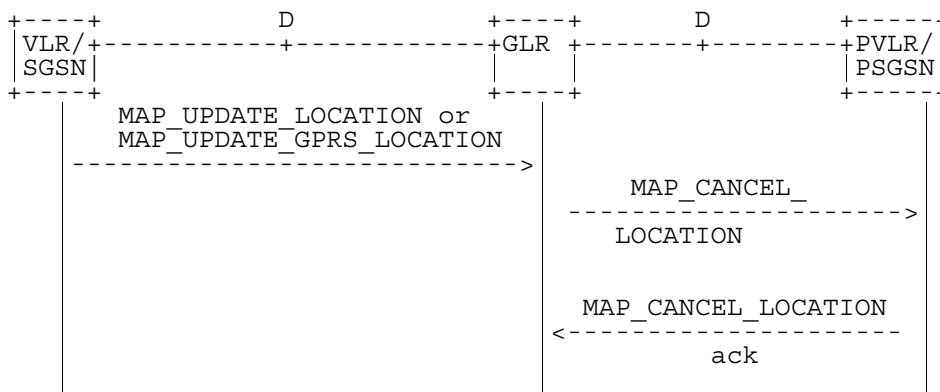 D D
VLR/ GLR PVLR/
SGSN PSGSN
MAP_UPDATE_LOCATION or
MAP_UPDATE_GPRS_LOCATION
MAP_CANCEL_
LOCATION
MAP_CANCEL_LOCATION
ack